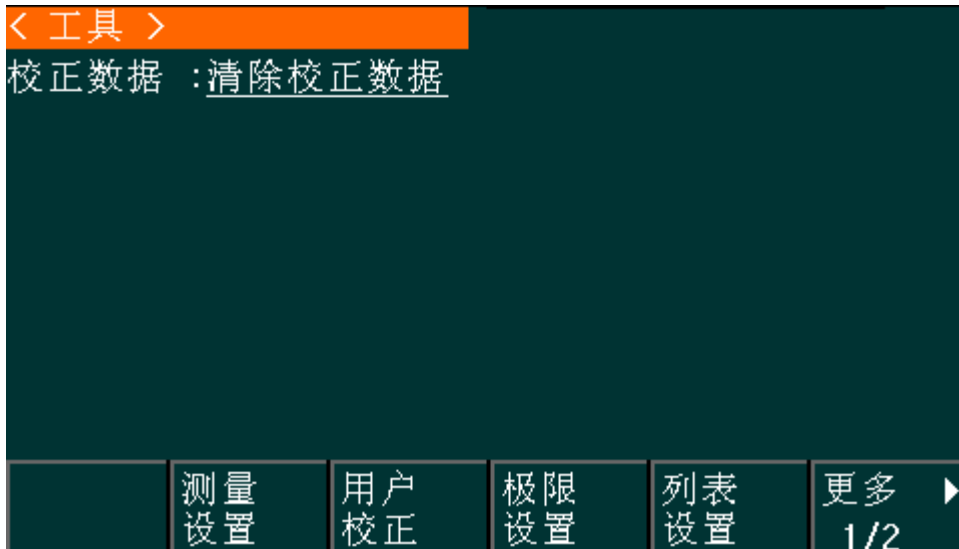 < 工具 >
校正数据 :清除校正数据
测量
设置
用户
校正
极限
设置
列表
设置
更多
1/2